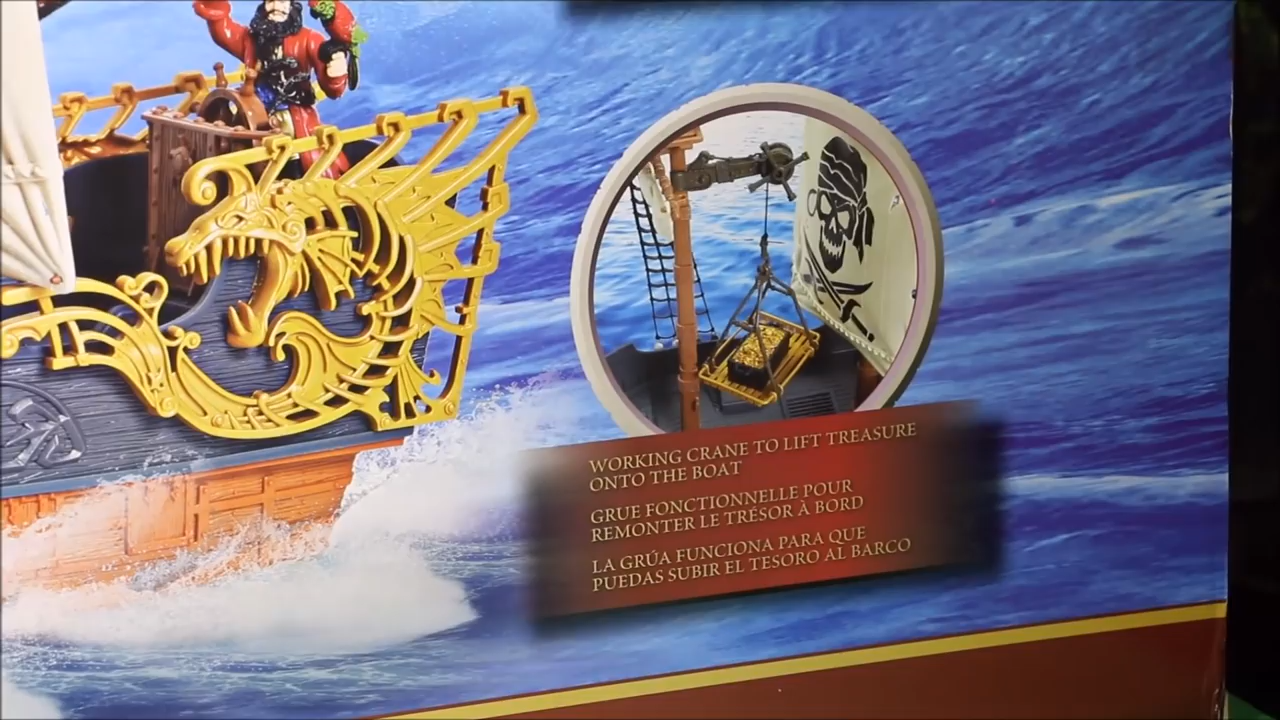 WORKING CRANE TO LIFT TREASURE
ONTO THE BOAT
GRUE FONCTIONNELLE POUR
REMONTER LE TRÉSOR À BORD
LA GRÚA FUNCIONA PARA QUE
PUEDAS SUBIR EL TESORO AL BARCO